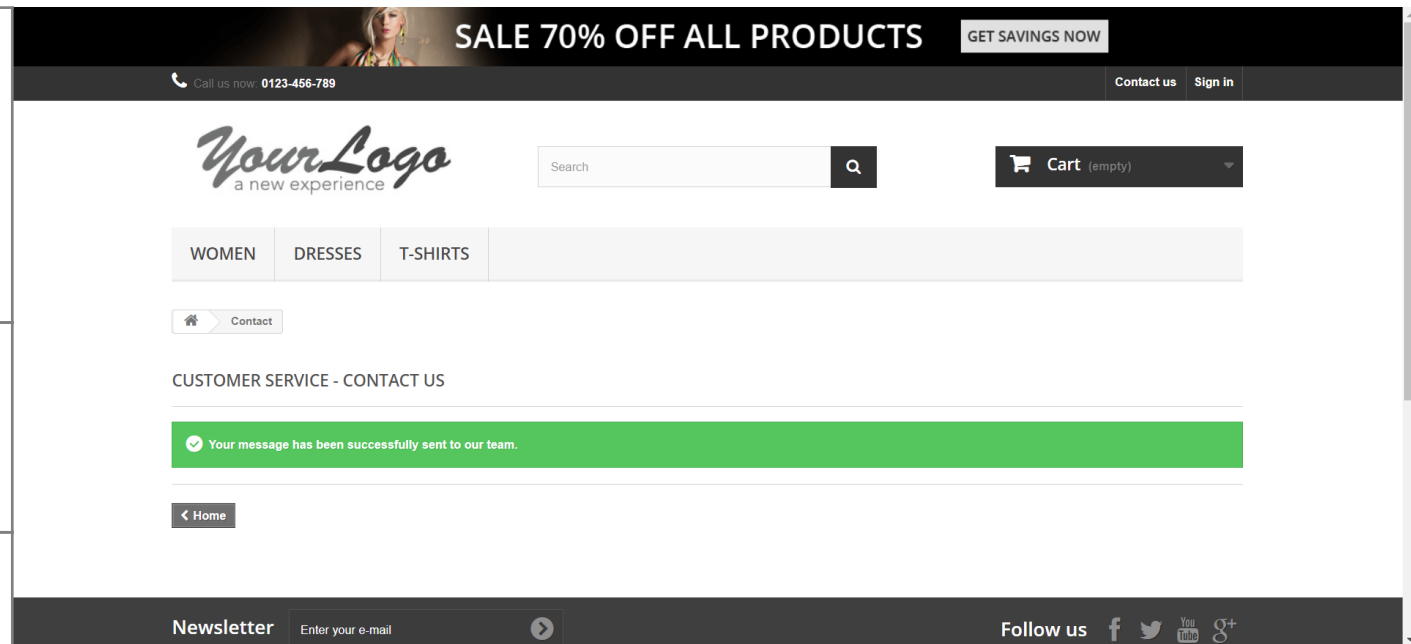 SALE 70% OFF ALL PRODUCTS GET SAVINGS NOW
Call us now: 0123-456-789 Contact us Sign in
YourLogo
a new experience
Search
Cart (empty)
WOMEN DRESSES T-SHIRTS
Contact
CUSTOMER SERVICE - CONTACT US
Your message has been successfully sent to our team.
Home
Newsletter Enter your e-mail Follow us f You Tube g+